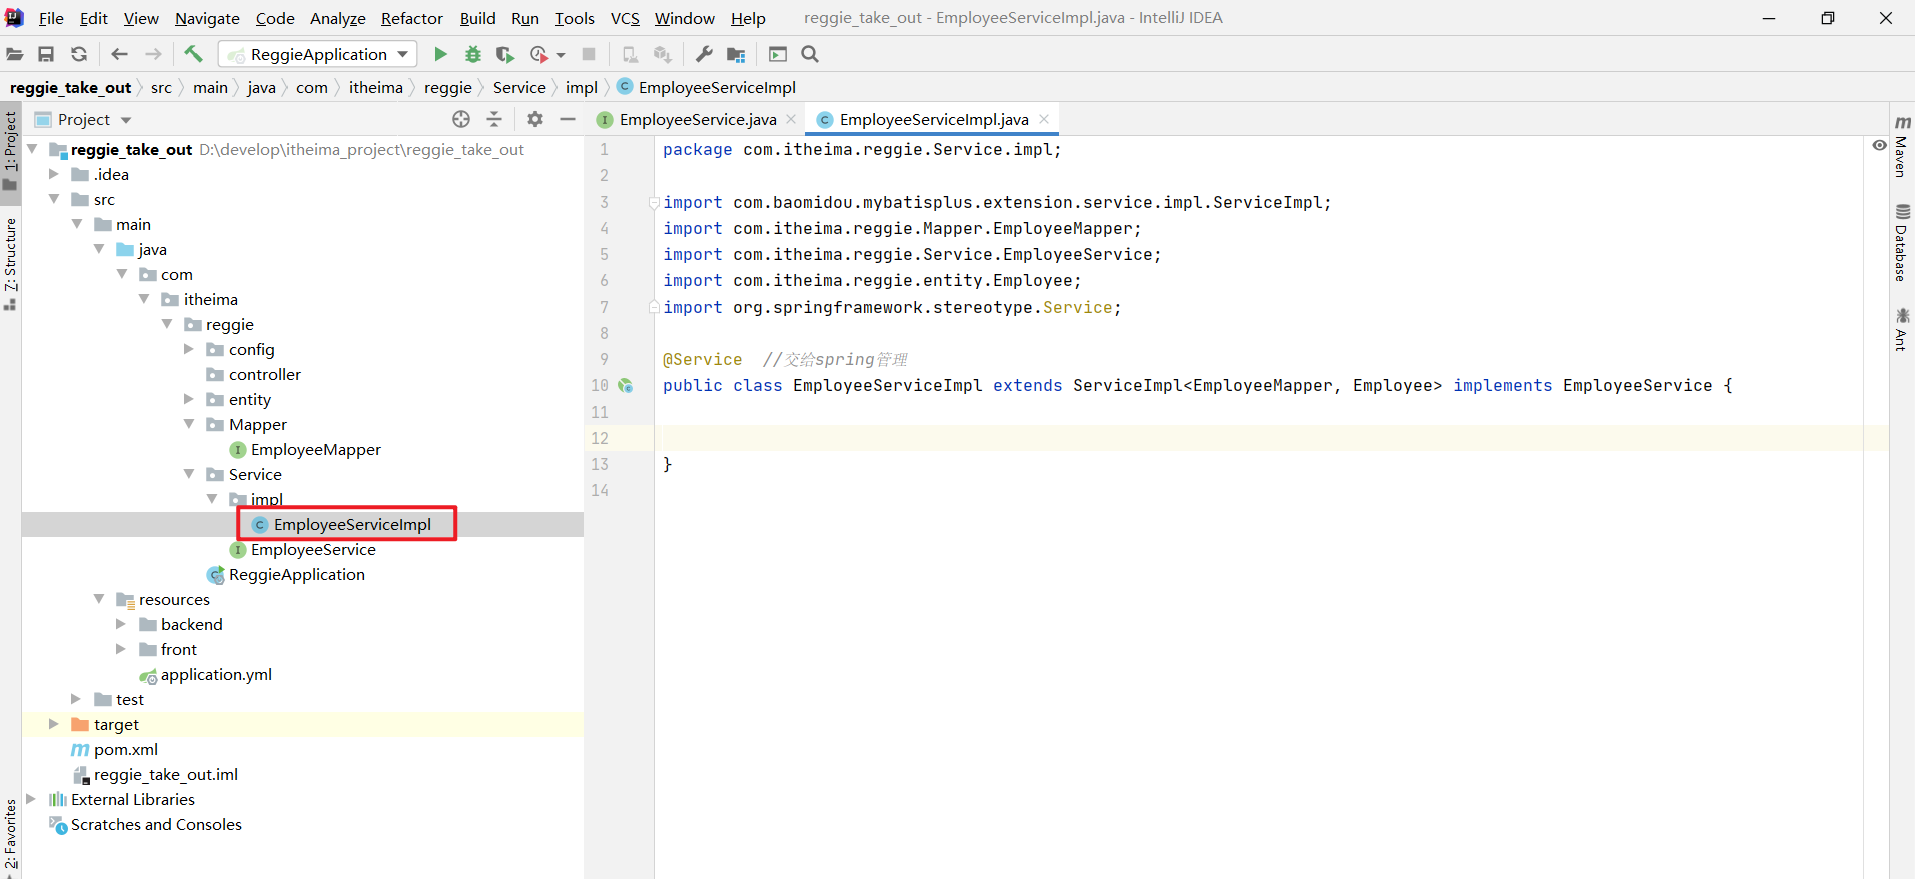 File Edit View Navigate Code Analyze Refactor Build Run Tools VCS Window Help reggie_take_out - EmployeeServiceImpl.java - IntelliJ IDEA
ReggieApplication
reggie_take_out src main java com itheima reggie Service impl EmployeeServiceImpl
1: Project
7: Structure
2: Favorites
Project
reggie_take_out D:\develop\itheima_project\reggie_take_out
.idea
src
main
java
com
itheima
reggie
config
controller
entity
Mapper
EmployeeMapper
Service
impl
EmployeeServiceImpl
EmployeeService
ReggieApplication
resources
backend
front
application.yml
test
target
pom.xml
reggie_take_out.iml
External Libraries
Scratches and Consoles
EmployeeService.java EmployeeServiceImpl.java
1 package com.itheima.reggie.Service.impl;
2
3 import com.baomidou.mybatisplus.extension.service.impl.ServiceImpl;
4 import com.itheima.reggie.Mapper.EmployeeMapper;
5 import com.itheima.reggie.Service.EmployeeService;
6 import com.itheima.reggie.entity.Employee;
7 import org.springframework.stereotype.Service;
8
9 @Service //交给spring管理
10 public class EmployeeServiceImpl extends ServiceImpl<EmployeeMapper, Employee> implements EmployeeService {
11
12
13 }
14
Maven
Database
Ant